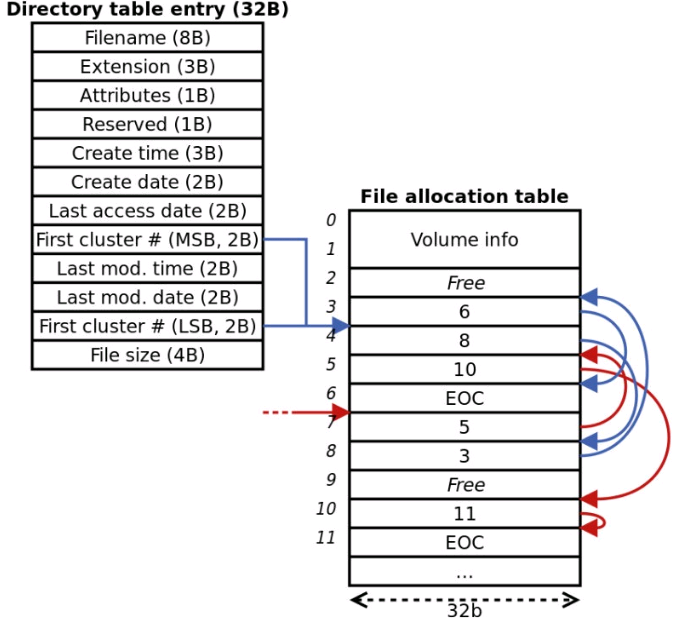 Directory table entry (32B)
Filename (8B)
Extension (3B)
Attributes (1B)
Reserved (1B)
Create time (3B)
Create date (2B)
Last access date (2B)
First cluster # (MSB, 2B)
Last mod. time (2B)
Last mod. date (2B)
First cluster # (LSB, 2B)
File size (4B)
File allocation table
0
1
Volume info
2
Free
3
6
4
8
5
10
6
EOC
7
5
8
3
9
Free
10
11
11
EOC
...
32b